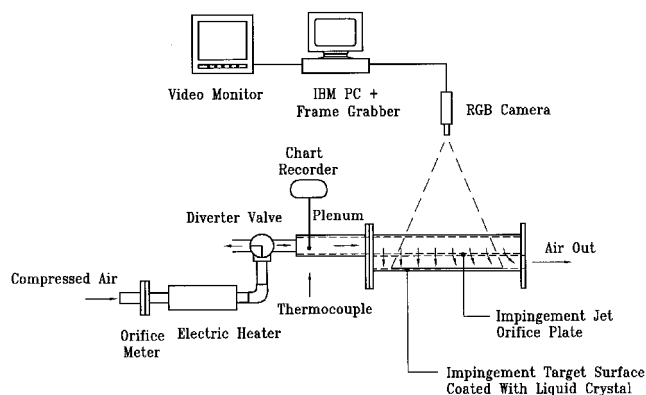 Video Monitor
IBM PC +
Frame Grabber
RGB Camera
Chart
Recorder
Diverter Valve
Plenum
Air Out
Compressed Air
Thermocouple
Orifice
Meter
Electric Heater
Impingement Jet
Orifice Plate
Impingement Target Surface
Coated With Liquid Crystal